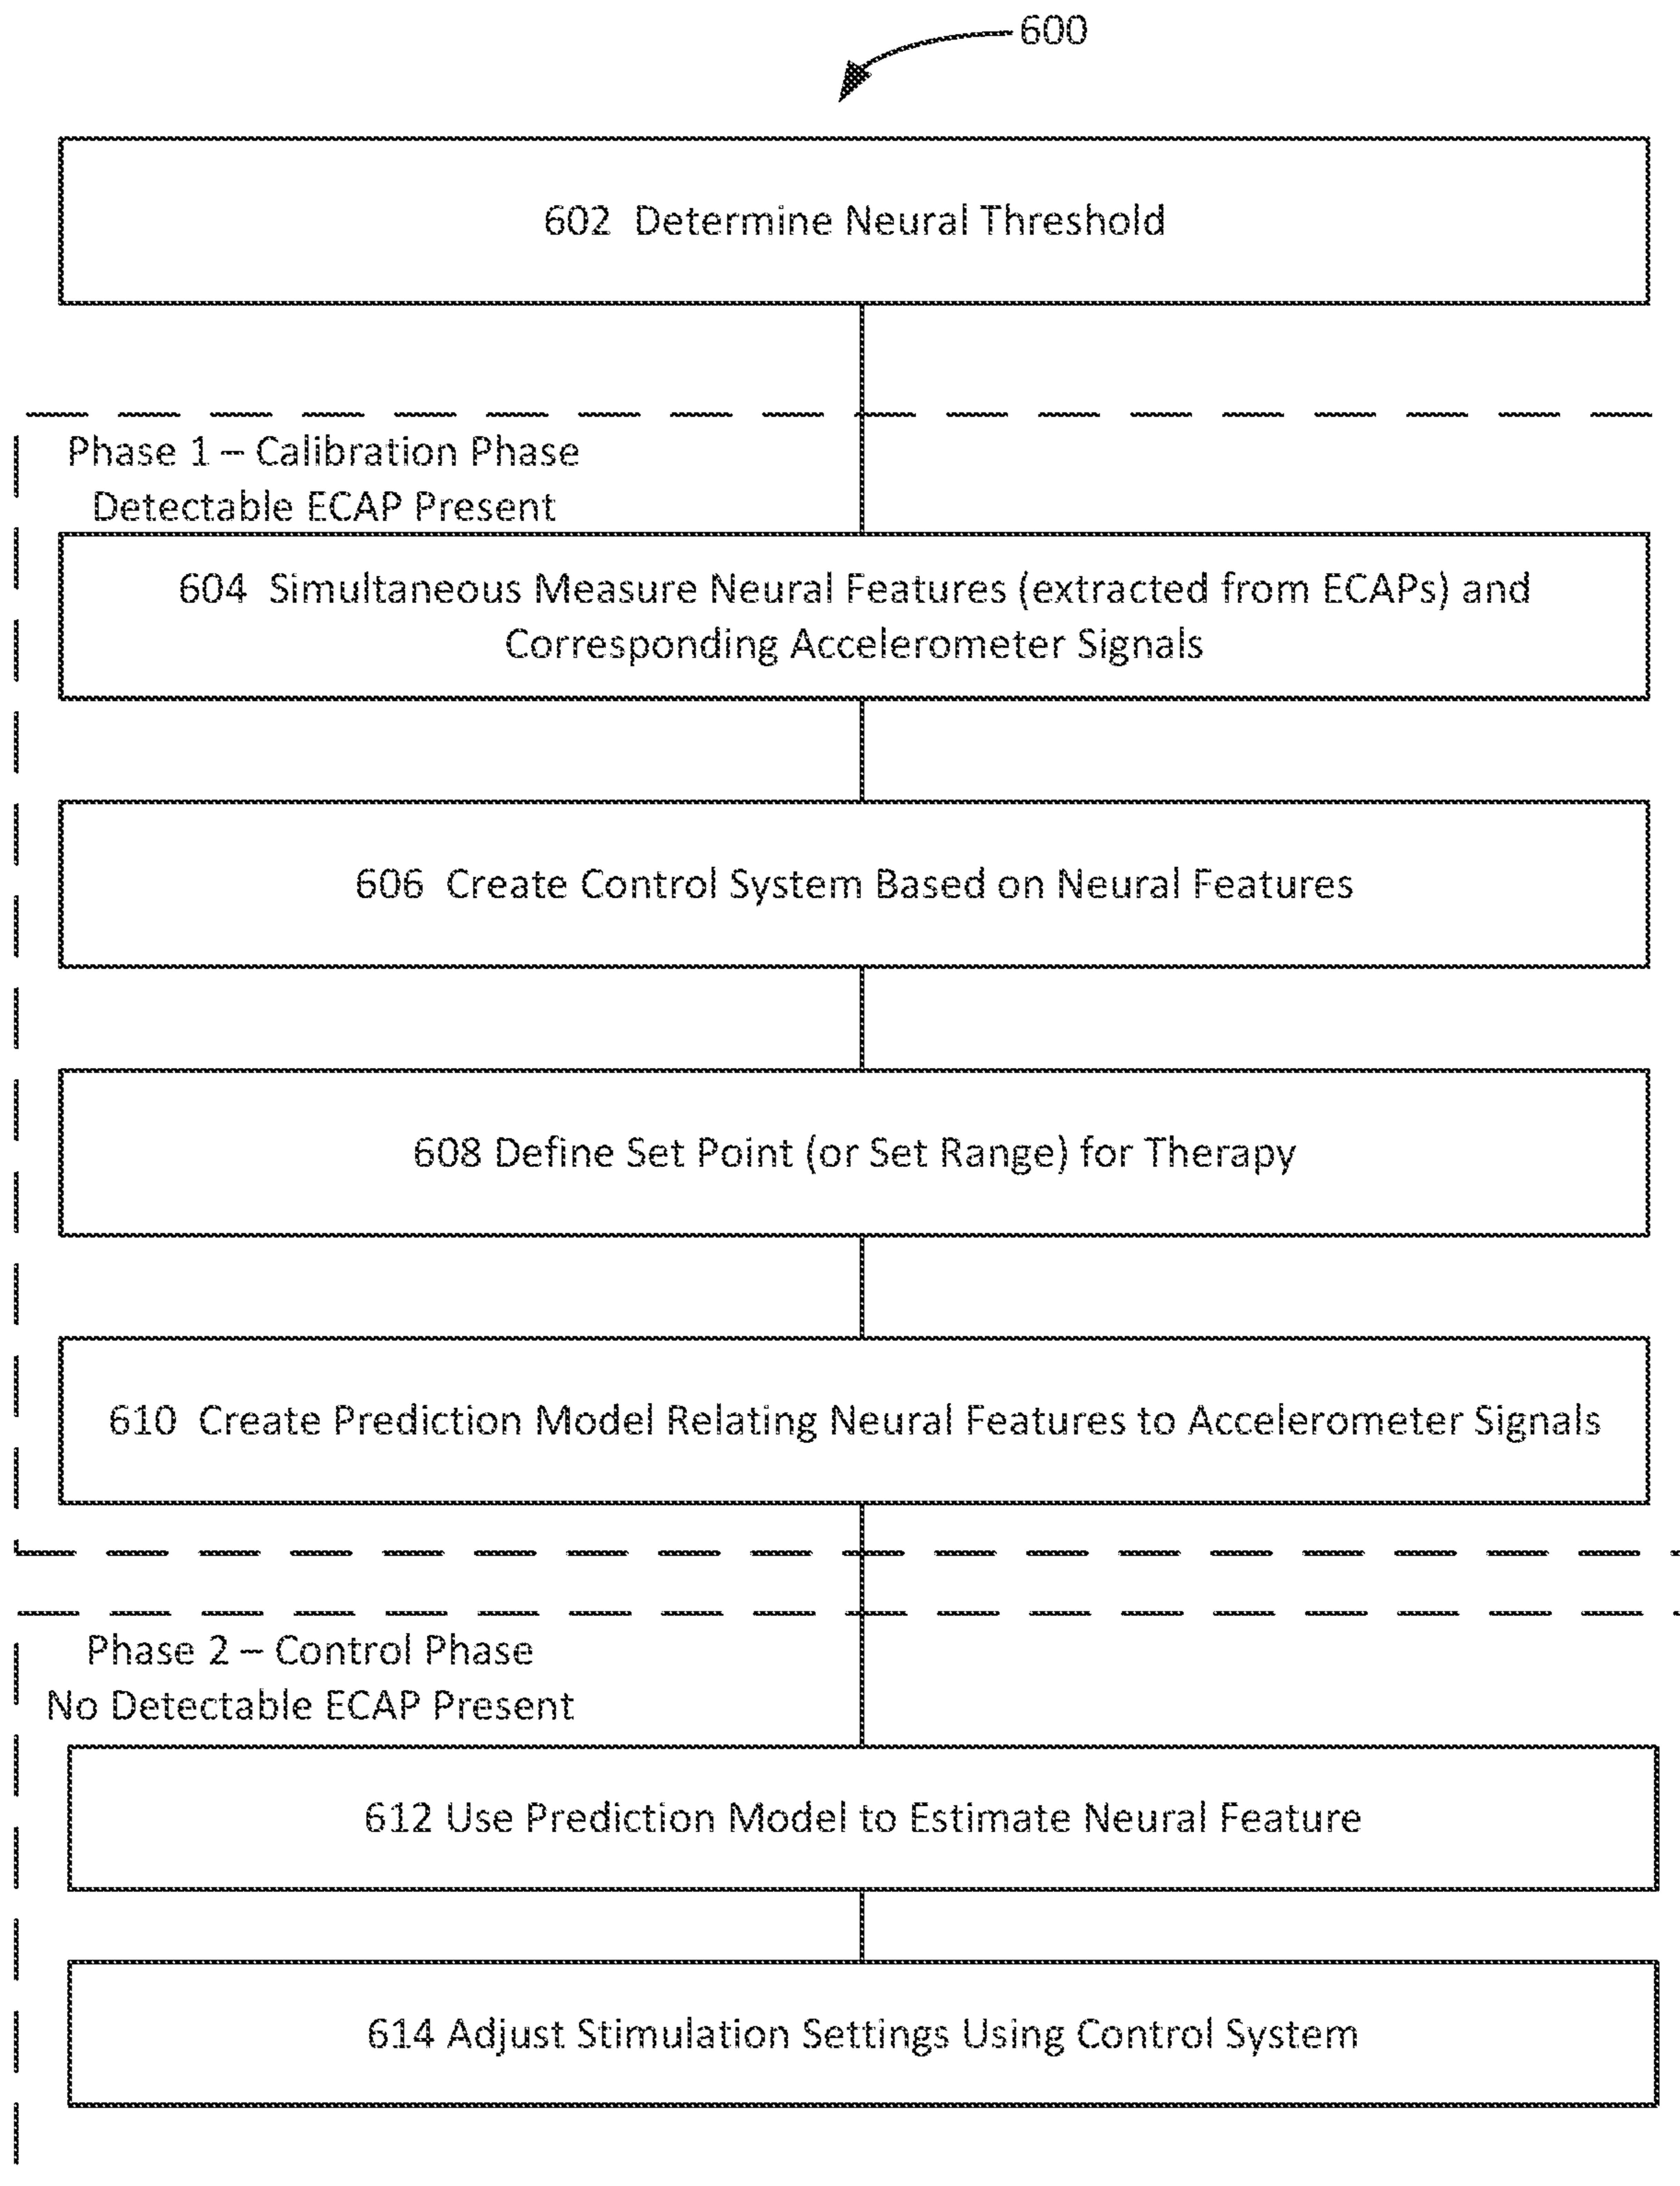 600
602 Determine Neural Threshold
Phase 1 – Calibration Phase
Detectable ECAP Present
604 Simultaneous Measure Neural Features (extracted from ECAPs) and
Corresponding Accelerometer Signals
606 Create Control System Based on Neural Features
608 Define Set Point (or Set Range) for Therapy
610 Create Prediction Model Relating Neural Features to Accelerometer Signals
Phase 2 – Control Phase
No Detectable ECAP Present
612 Use Prediction Model to Estimate Neural Feature
614 Adjust Stimulation Settings Using Control System